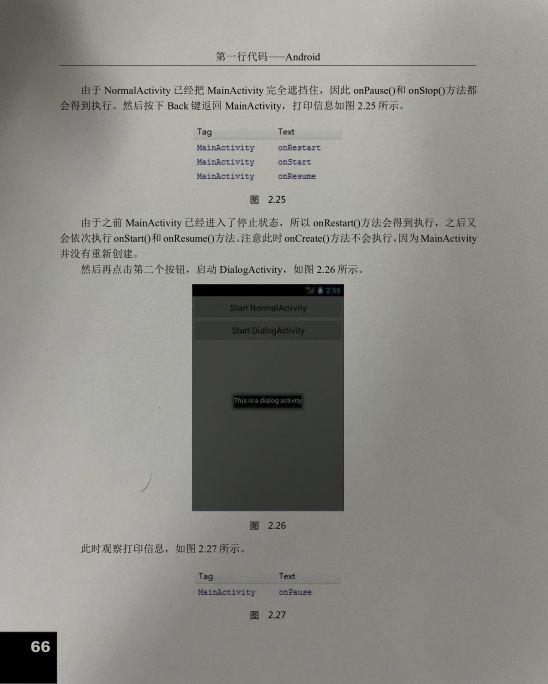 第一行代码——Android
由于 NormalActivity 已经把 MainActivity 完全遮挡住，因此 onPause()和 onStop()方法都
会得到执行。然后按下 Back 键返回 MainActivity，打印信息如图 2.25 所示。
Tag Text
MainActivity onRestart
MainActivity onStart
MainActivity onResume
图 2.25
由于之前 MainActivity 已经进入了停止状态，所以 onRestart()方法会得到执行，之后又
会依次执行 onStart()和 onResume()方法。注意此时 onCreate()方法不会执行，因为 MainActivity
并没有重新创建。
然后再点击第二个按钮，启动 DialogActivity，如图 2.26 所示。
2:55
Start NormalActivity
Start DialogActivity
This is a dialog activity
图 2.26
此时观察打印信息，如图 2.27 所示。
Tag Text
MainActivity onPause
图 2.27
66